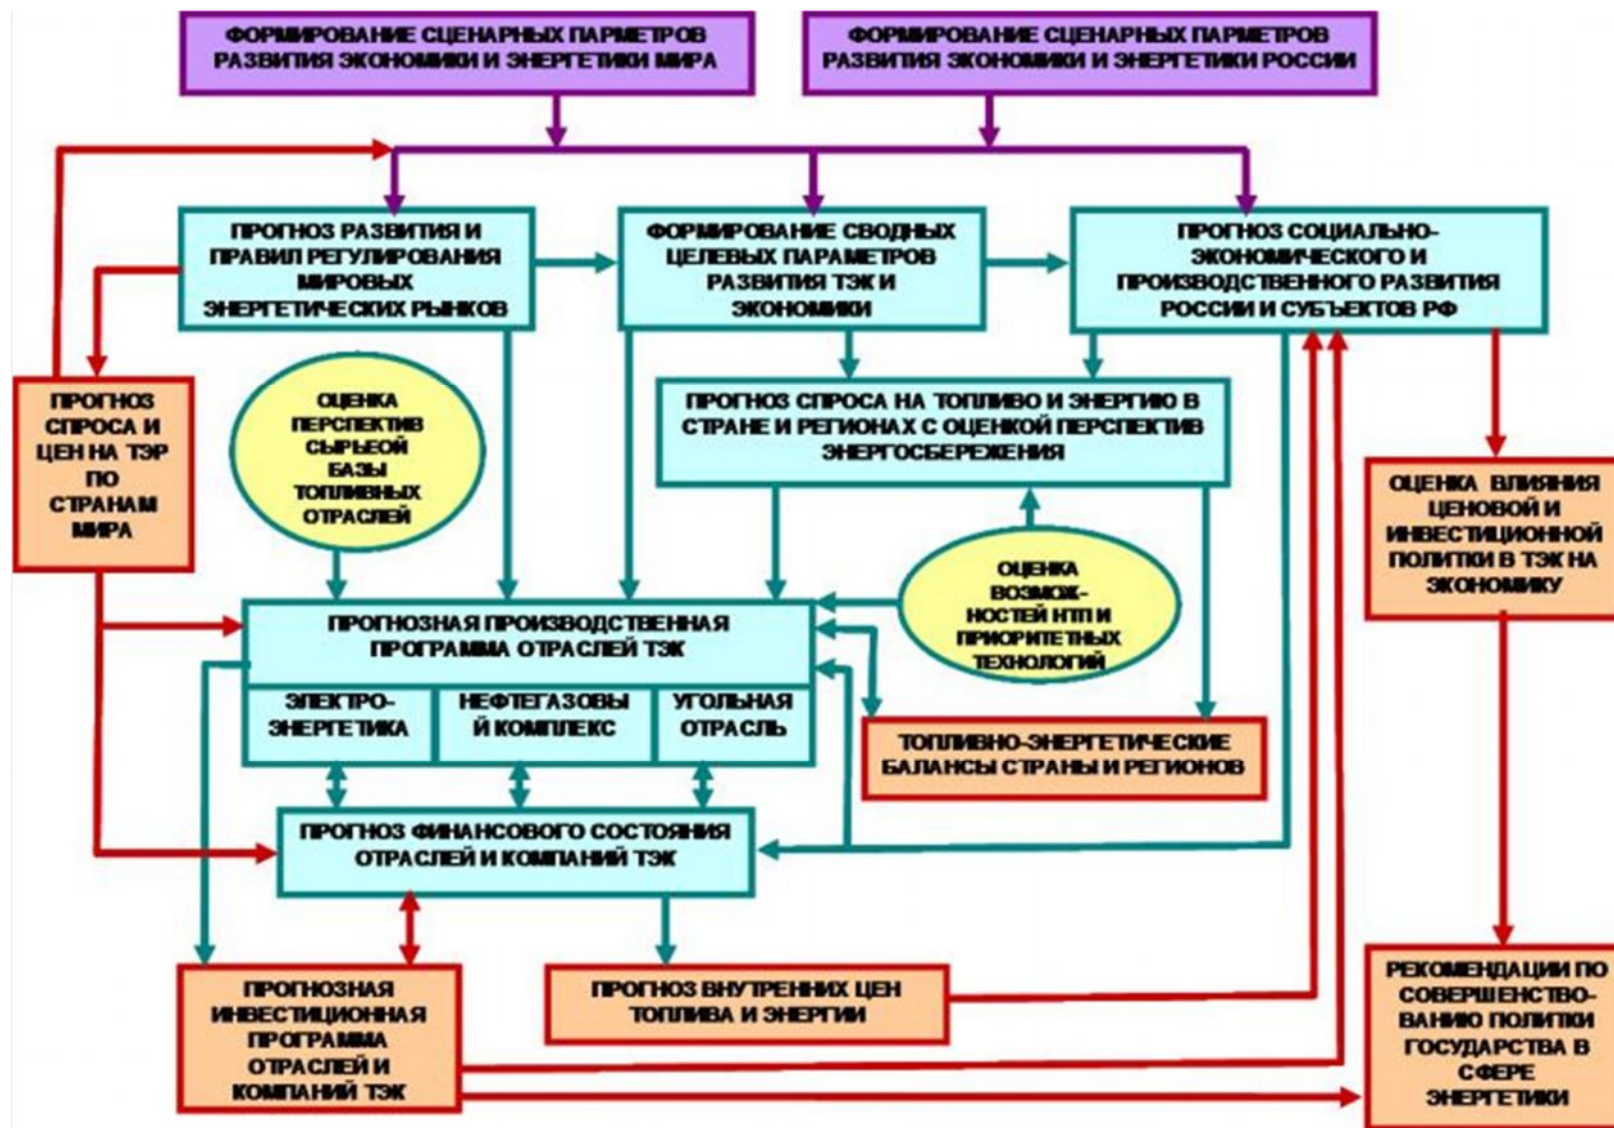 ФОРМИРОВАНИЕ СЦЕНАРНЫХ ПАРМЕТРОВ
РАЗВИТИЯ ЭКОНОМИКИ И ЭНЕРГЕТИКИ МИРА
ФОРМИРОВАНИЕ СЦЕНАРНЫХ ПАРМЕТРОВ
РАЗВИТИЯ ЭКОНОМИКИ И ЭНЕРГЕТИКИ РОССИИ
ПРОГНОЗ РАЗВИТИЯ И
ПРАВИЛ РЕГУЛИРОВАНИЯ
МИРОВЫХ
ЭНЕРГЕТИЧЕСКИХ РЫНКОВ
ФОРМИРОВАНИЕ СВОДНЫХ
ЦЕЛЕВЫХ ПАРАМЕТРОВ
РАЗВИТИЯ ТЭК И
ЭКОНОМИКИ
ПРОГНОЗ СОЦИАЛЬНО-
ЭКОНОМИЧЕСКОГО И
ПРОИЗВОДСТВЕННОГО РАЗВИТИЯ
РОССИИ И СУБЪЕКТОВ РФ
ПРОГНОЗ
СПРОСА И
ЦЕН НА ТЭР
ПО
СТРАНАМ
МИРА
ОЦЕНКА
ПЕРСПЕКТИВ
СЫРЬЕОЙ
БАЗЫ
ТОПЛИВНЫХ
ОТРАСЛЕЙ
ПРОГНОЗ СПРОСА НА ТОПЛИВО И ЭНЕРГИЮ В
СТРАНЕ И РЕГИОНАХ С ОЦЕНКОЙ ПЕРСПЕКТИВ
ЭНЕРГОСБЕРЕЖЕНИЯ
ОЦЕНКА ВЛИЯНИЯ
ЦЕНОВОЙ И
ИНВЕСТИЦИОННОЙ
ПОЛИТКИ В ТЭК НА
ЭКОНОМИКУ
ОЦЕНКА
ВОЗМОЖ-
НОСТЕЙ НТП И
ПРИОРИТЕТНЫХ
ТЕХНОЛОГИЙ
ПРОГНОЗНАЯ ПРОИЗВОДСТВЕННАЯ
ПРОГРАММА ОТРАСЛЕЙ ТЭК
ЭЛЕКТРО-
ЭНЕРГЕТИКА
НЕФТЕГАЗОВЫ
Й КОМПЛЕКС
УГОЛЬНАЯ
ОТРАСЛЬ
ТОПЛИВНО-ЭНЕРГЕТИЧЕСКИЕ
БАЛАНСЫ СТРАНЫ И РЕГИОНОВ
ПРОГНОЗ ФИНАНСОВОГО СОСТОЯНИЯ
ОТРАСЛЕЙ И КОМПАНИЙ ТЭК
ПРОГНОЗНАЯ
ИНВЕСТИЦИОННАЯ
ПРОГРАММА
ОТРАСЛЕЙ И
КОМПАНИЙ ТЭК
ПРОГНОЗ ВНУТРЕННИХ ЦЕН
ТОПЛИВА И ЭНЕРГИИ
РЕКОМЕНДАЦИИ ПО
СОВЕРШЕНСТВО-
ВАНИЮ ПОЛИТКИ
ГОСУДАРСТВА В
СФЕРЕ
ЭНЕРГЕТИКИ